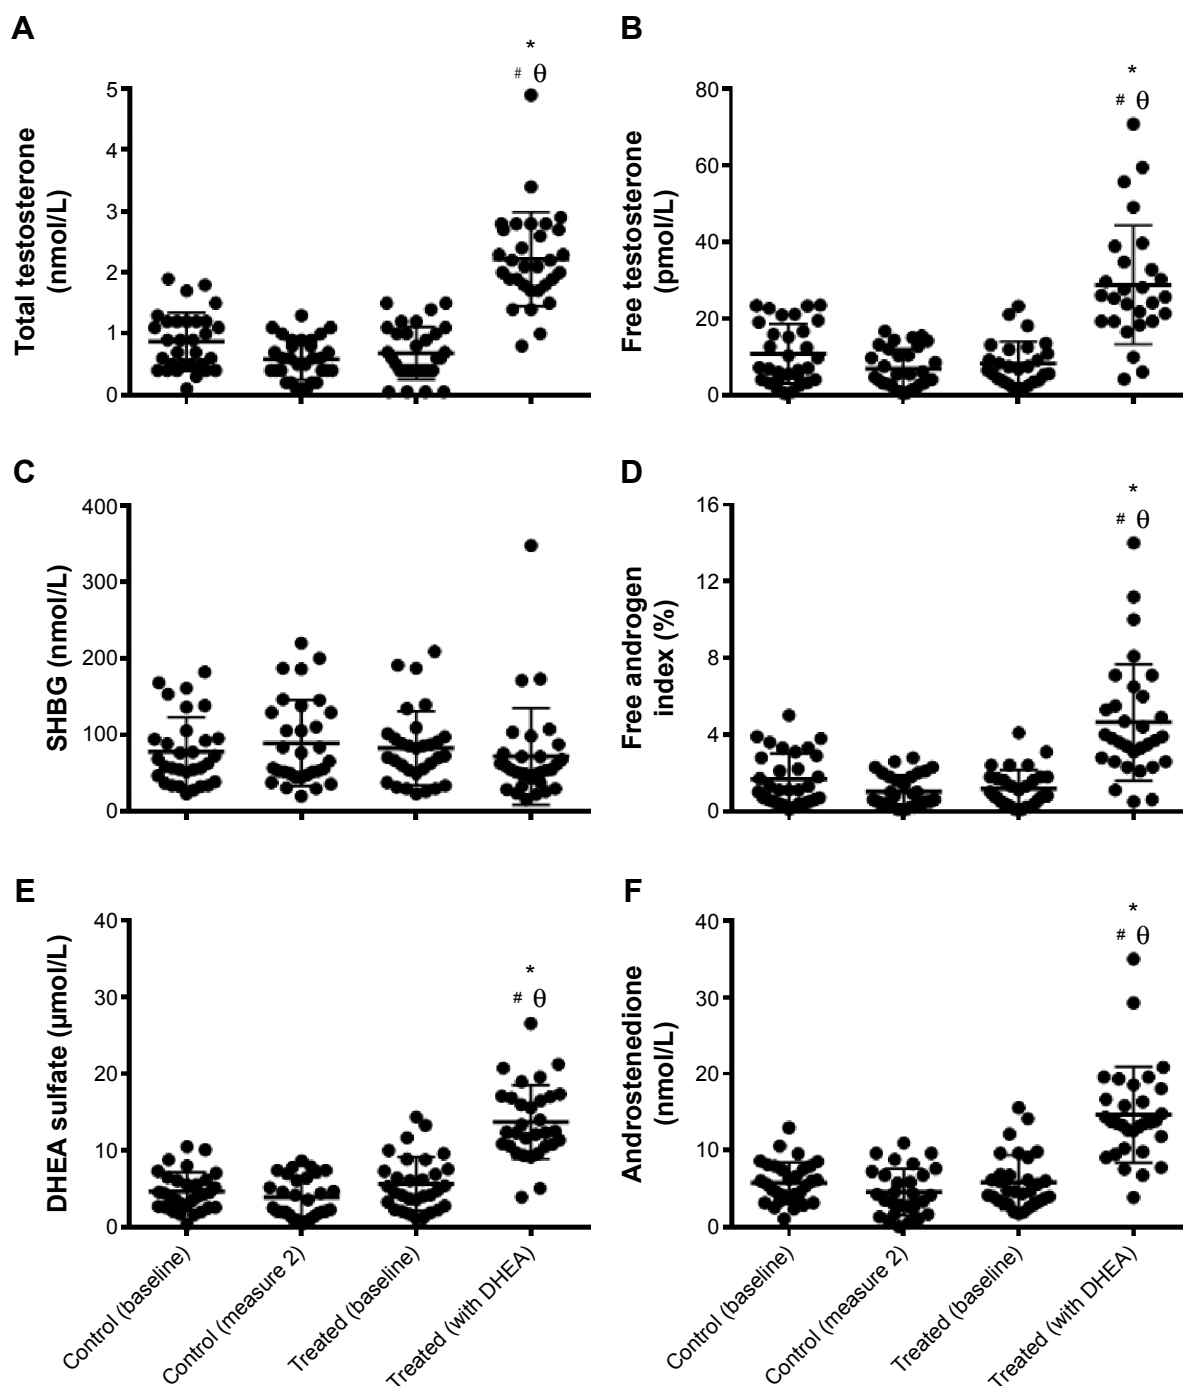 A
Total testosterone
(nmol/L)
5
4
3
2
1
0
*
# θ
B
Free testosterone
(pmol/L)
80
60
40
20
0
*
# θ
C
SHBG (nmol/L)
400
300
200
100
0
D
Free androgen
index (%)
16
12
8
4
0
*
# θ
E
DHEA sulfate (µmol/L)
40
30
20
10
0
*
# θ
Control (baseline)
Control (measure 2)
Treated (baseline)
Treated (with DHEA)
F
Androstenedione
(nmol/L)
40
30
20
10
0
*
# θ
Control (baseline)
Control (measure 2)
Treated (baseline)
Treated (with DHEA)